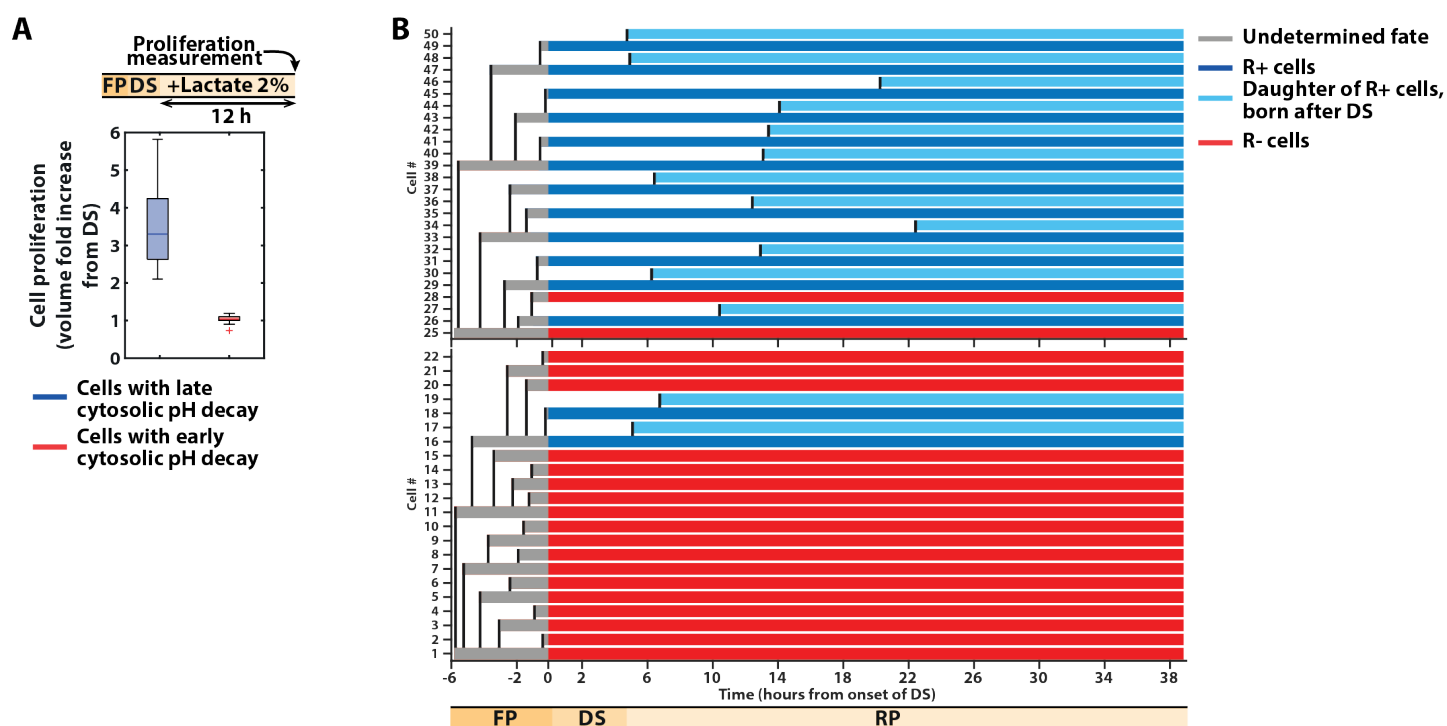 A
Proliferation
measurement
FP DS +Lactate 2%
12 h
Cell proliferation
(volume fold increase
from DS)
6
5
4
3
2
1
0
Cells with late
cytosolic pH decay
Cells with early
cytosolic pH decay
B
Cell #
50
49
48
47
46
45
44
43
42
41
40
39
38
37
36
35
34
33
32
31
30
29
28
27
26
25
Cell #
22
21
20
19
18
17
16
15
14
13
12
11
10
9
8
7
6
5
4
3
2
1
-6 -2 0 2 6 10 14 18 22 26 30 34 38
Time (hours from onset of DS)
FP DS RP
Undetermined fate
R+ cells
Daughter of R+ cells,
born after DS
R- cells